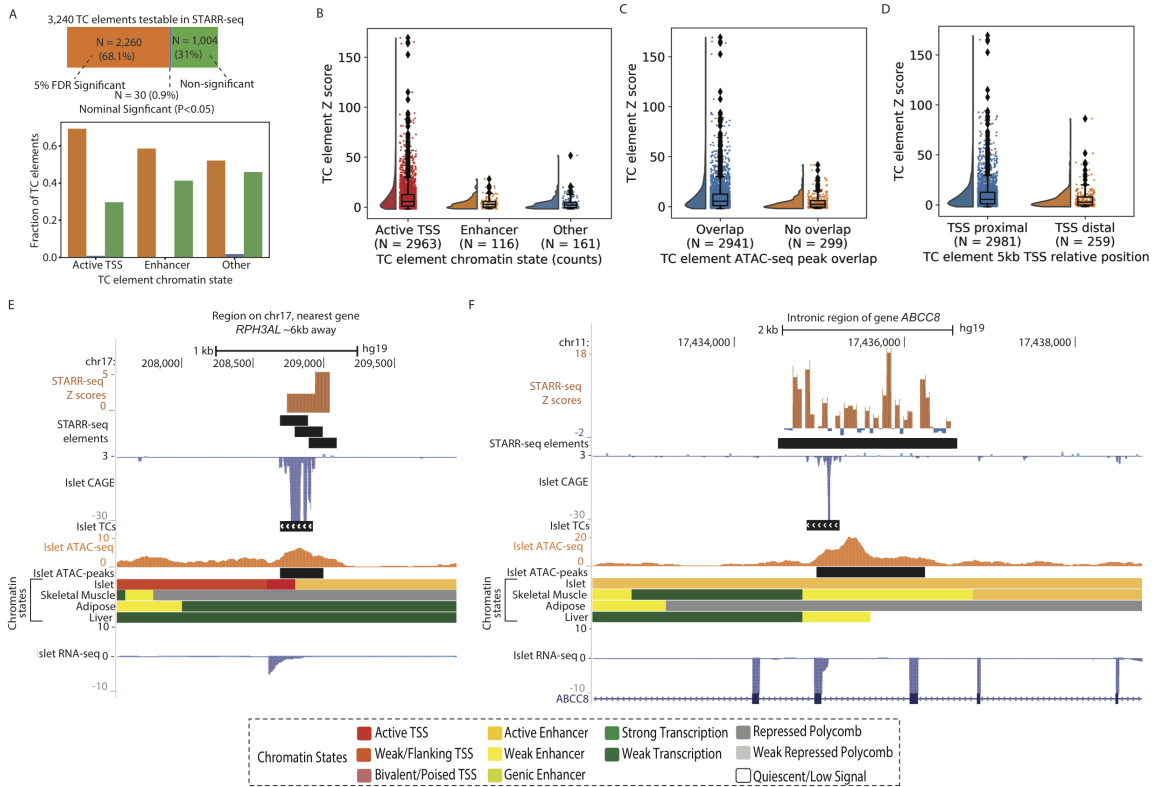 A
3,240 TC elements testable in STARR-seq
N = 2,260
(68.1%)
N = 1,004
(31%)
5% FDR Significant
Non-significant
N = 30 (0.9%)
Nominal Signficant (P<0.05)
Fraction of TC elements
0.6
0.4
0.2
0.0
Active TSS
Enhancer
Other
TC element chromatin state
B
TC element Z score
150
100
50
0
Active TSS
(N = 2963)
Enhancer
(N = 116)
Other
(N = 161)
TC element chromatin state (counts)
C
TC element Z score
150
100
50
0
Overlap
(N = 2941)
No overlap
(N = 299)
TC element ATAC-seq peak overlap
D
TC element Z score
150
100
50
0
TSS proximal
(N = 2981)
TSS distal
(N = 259)
TC element 5kb TSS relative position
E
Region on chr17, nearest gene
RPH3AL ~6kb away
1 kb
hg19
chr17:
208,000
208,500
209,000
209,500
5
STARR-seq
Z scores
0
STARR-seq
elements
3
Islet CAGE
-30
Islet TCs
10
Islet ATAC-seq
0
Islet ATAC-peaks
Chromatin
states
Islet
Skeletal Muscle
Adipose
Liver
10
slet RNA-seq 0
-10
F
Intronic region of gene ABCC8
2 kb
hg19
chr11:
17,434,000
17,436,000
17,438,000
18
STARR-seq
Z scores
-2
STARR-seq elements
3
Islet CAGE
-30
Islet TCs
20
Islet ATAC-seq
0
Islet ATAC-peaks
Chromatin
states
Islet
Skeletal Muscle
Adipose
Liver
10
Islet RNA-seq 0
-10
ABCC8
Chromatin States
Active TSS
Weak/Flanking TSS
Bivalent/Poised TSS
Active Enhancer
Weak Enhancer
Genic Enhancer
Strong Transcription
Weak Transcription
Repressed Polycomb
Weak Repressed Polycomb
Quiescent/Low Signal